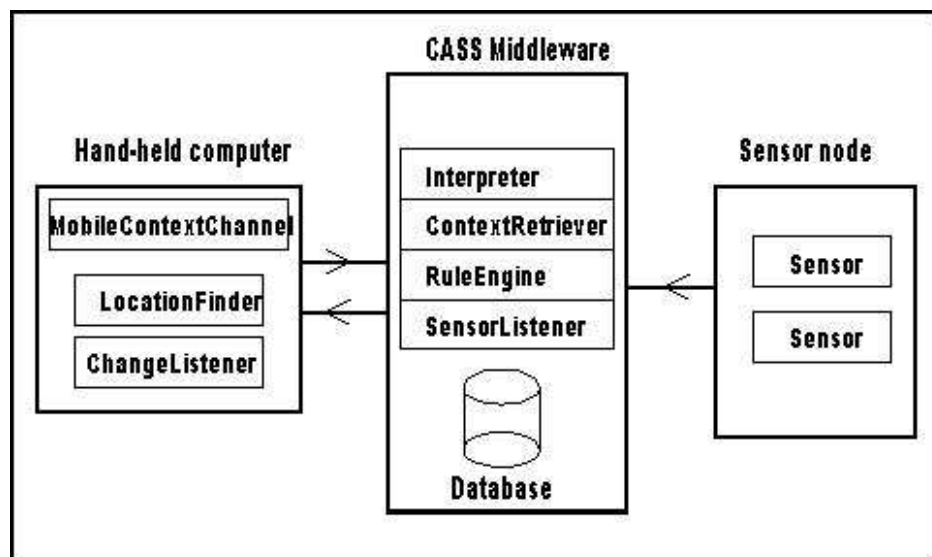 CASS Middleware
Hand-held computer
MobileContextChannel
LocationFinder
ChangeListener
Interpreter
ContextRetriever
RuleEngine
SensorListener
Database
Sensor node
Sensor
Sensor